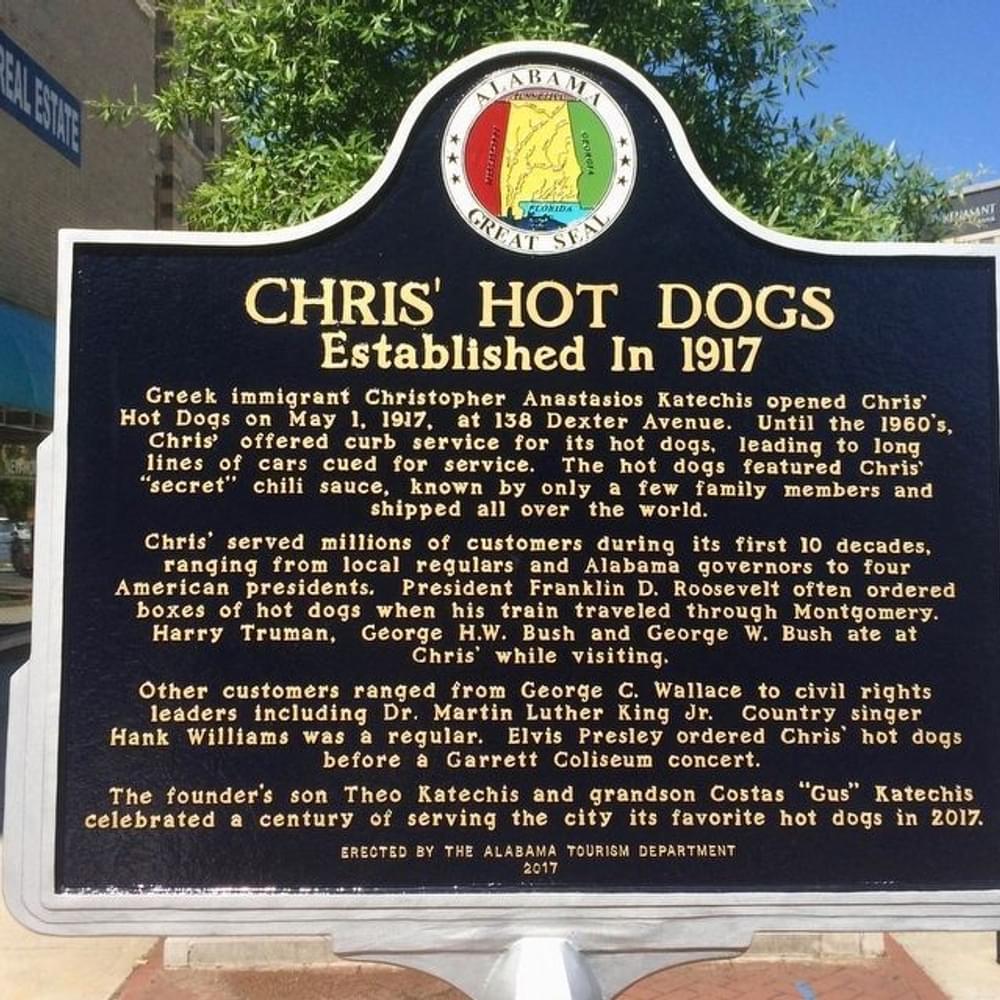 REAL ESTATE
ALABAMA
TENNESSEE
GEORGIA
FLORIDA
GREAT SEAL
CHRIS' HOT DOGS
Established In 1917
Greek immigrant Christopher Anastasios Katechis opened Chris'
Hot Dogs on May 1, 1917, at 138 Dexter Avenue. Until the 1960's,
Chris' offered curb service for its hot dogs, leading to long
lines of cars cued for service. The hot dogs featured Chris'
"secret" chili sauce, known by only a few family members and
shipped all over the world.
Chris' served millions of customers during its first 10 decades,
ranging from local regulars and Alabama governors to four
American presidents. President Franklin D. Roosevelt often ordered
boxes of hot dogs when his train traveled through Montgomery.
Harry Truman, George H.W. Bush and George W. Bush ate at
Chris' while visiting.
Other customers ranged from George C. Wallace to civil rights
leaders including Dr. Martin Luther King Jr. Country singer
Hank Williams was a regular. Elvis Presley ordered Chris' hot dogs
before a Garrett Coliseum concert.
The founder's son Theo Katechis and grandson Costas "Gus" Katechis
celebrated a century of serving the city its favorite hot dogs in 2017.
ERECTED BY THE ALABAMA TOURISM DEPARTMENT
2017